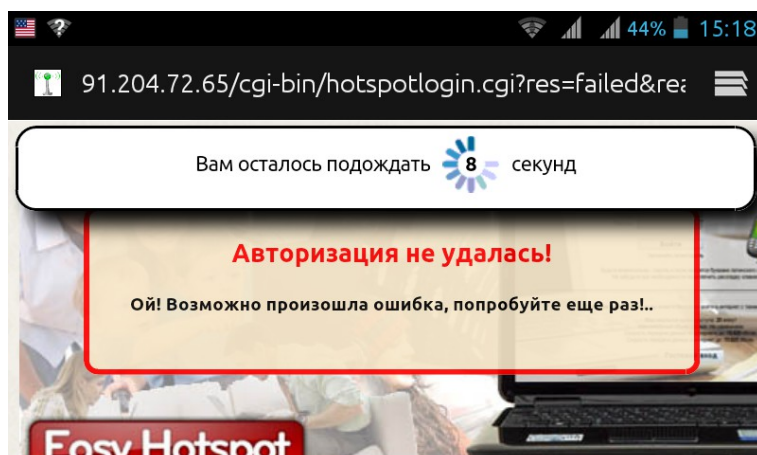 44% 15:18
91.204.72.65/cgi-bin/hotspotlogin.cgi?res=failed&rea
Вам осталось подождать 8 секунд
Авторизация не удалась!
Ой! Возможно произошла ошибка, попробуйте еще раз!..
Easy Hotspot